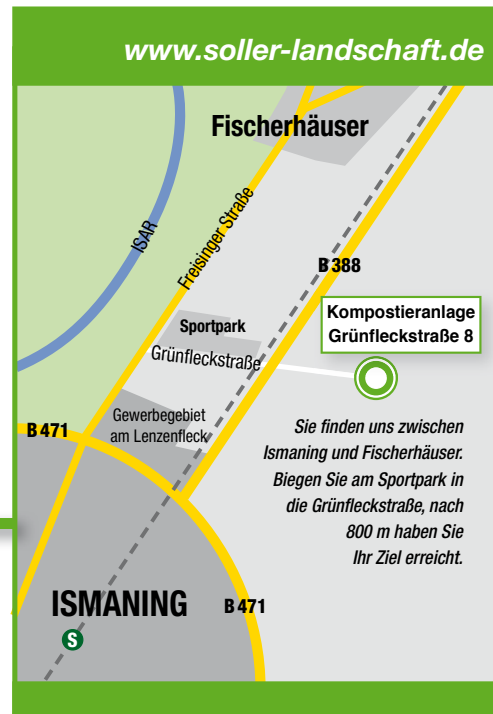 www.soller-landschaft.de
Fischerhäuser
ISAR
Freisinger Straße
B 388
Kompostieranlage
Grünfleckstraße 8
Sportpark
Grünfleckstraße
Gewerbegebiet
am Lenzenfleck
B 471
Sie finden uns zwischen
Ismaning und Fischerhäuser.
Biegen Sie am Sportpark in
die Grünfleckstraße, nach
800 m haben Sie
Ihr Ziel erreicht.
ISMANING
B 471
S